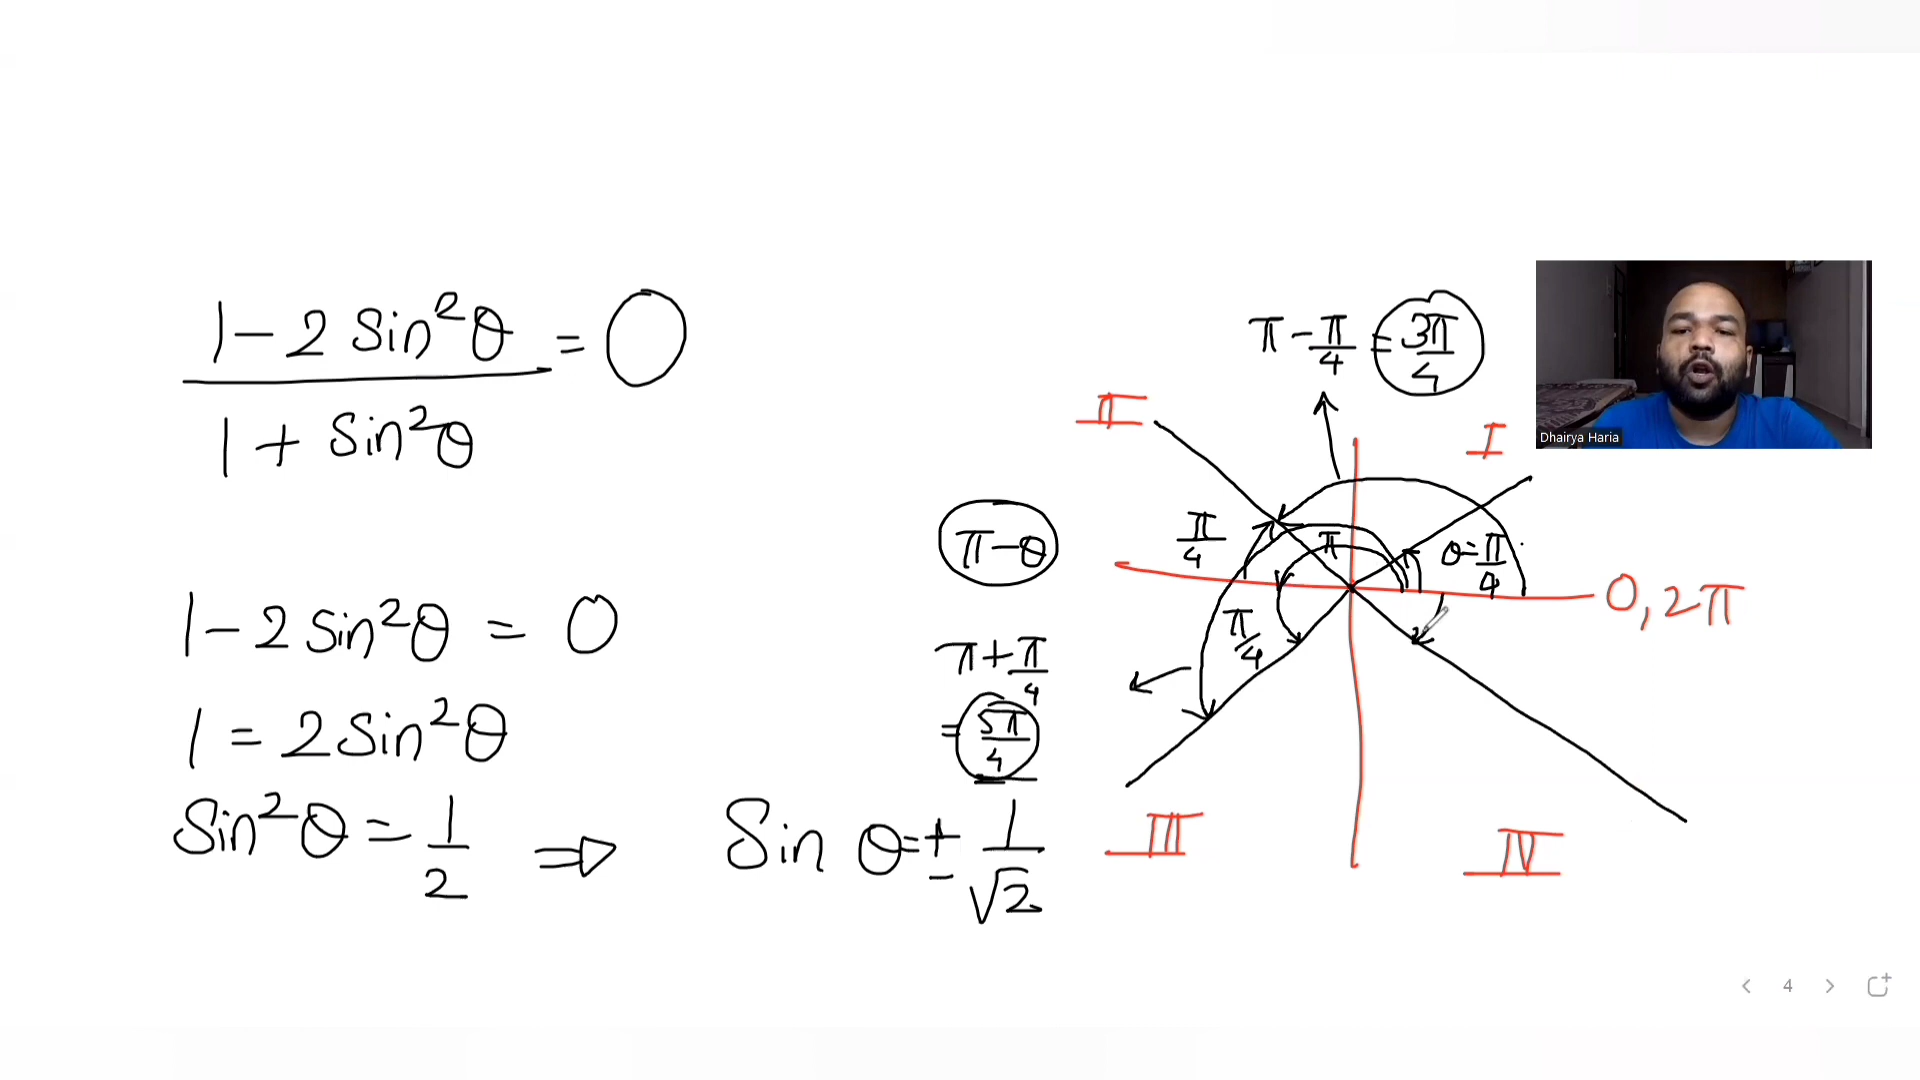 1 - 2 Sin²θ / 1 + Sin²θ = 0
1 - 2 Sin²θ = 0
1 = 2 Sin²θ
Sin²θ = 1/2 ⇒ Sin θ = ± 1/√2
π - θ
π + π/4
= 5π/4
π - π/4 = 3π/4
II
I
π/4
π
θ = π/4
0, 2π
π/4
III
IV
Dhairya Haria
4